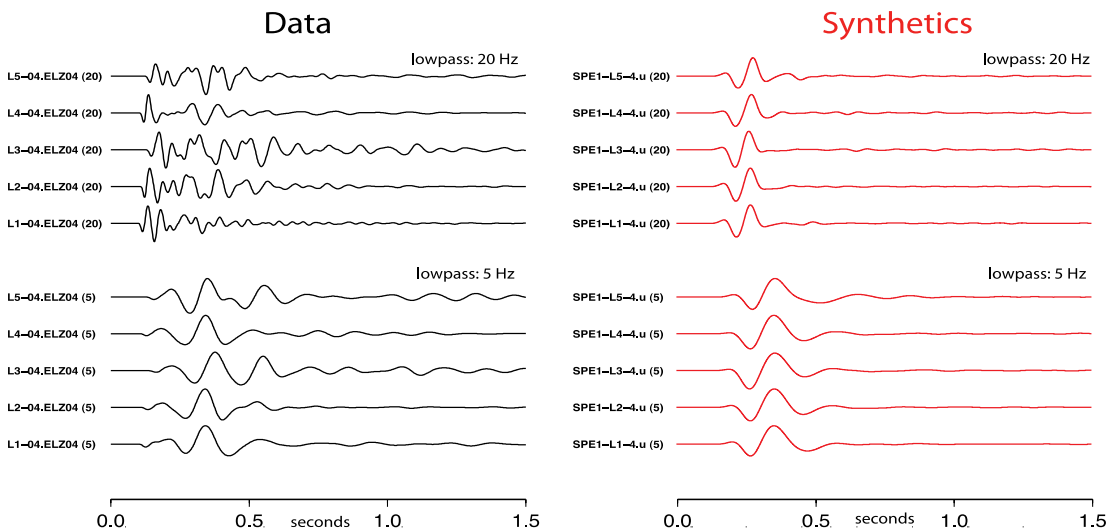 Data
lowpass: 20 Hz
L5-04.ELZ04 (20)
L4-04.ELZ04 (20)
L3-04.ELZ04 (20)
L2-04.ELZ04 (20)
L1-04.ELZ04 (20)
lowpass: 5 Hz
L5-04.ELZ04 (5)
L4-04.ELZ04 (5)
L3-04.ELZ04 (5)
L2-04.ELZ04 (5)
L1-04.ELZ04 (5)
0.0 0.5 1.0 1.5
seconds
Synthetics
lowpass: 20 Hz
SPE1-L5-4.u (20)
SPE1-L4-4.u (20)
SPE1-L3-4.u (20)
SPE1-L2-4.u (20)
SPE1-L1-4.u (20)
lowpass: 5 Hz
SPE1-L5-4.u (5)
SPE1-L4-4.u (5)
SPE1-L3-4.u (5)
SPE1-L2-4.u (5)
SPE1-L1-4.u (5)
0.0 0.5 1.0 1.5
seconds